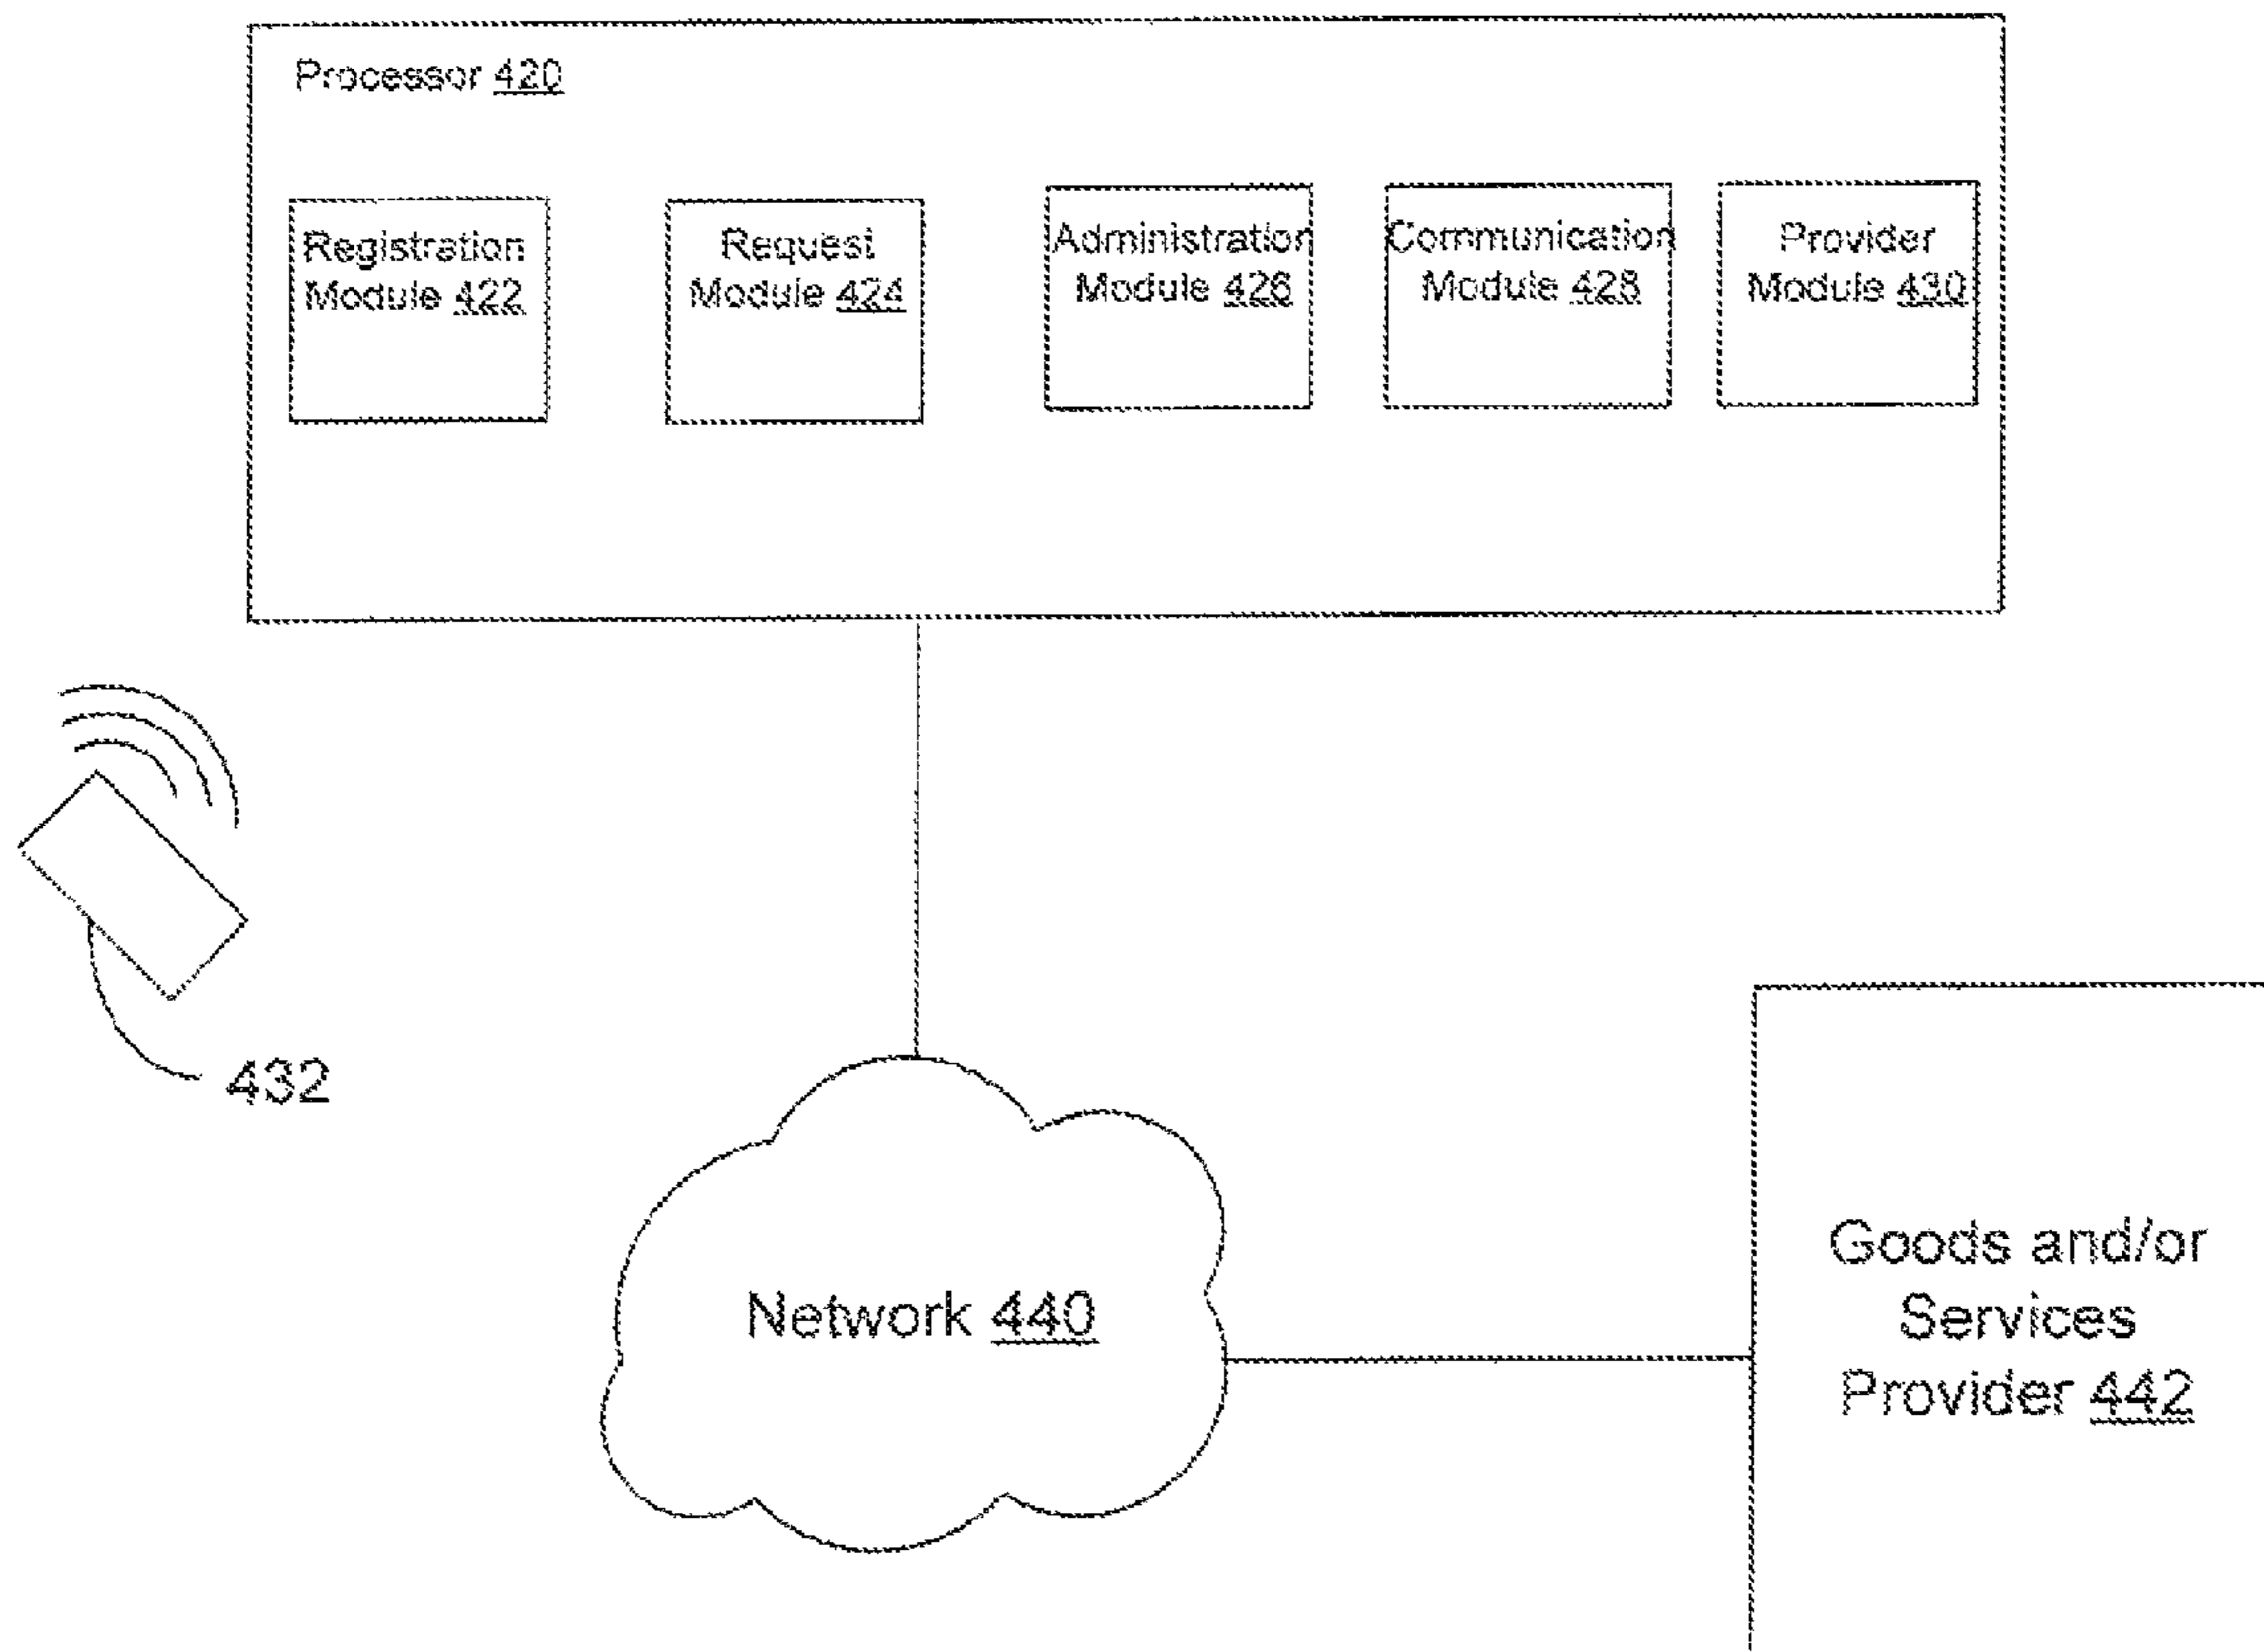 Processor 420
Registration
Module 422
Request
Module 424
Administration
Module 426
Communication
Module 428
Provider
Module 430
432
Network 440
Goods and/or
Services
Provider 442